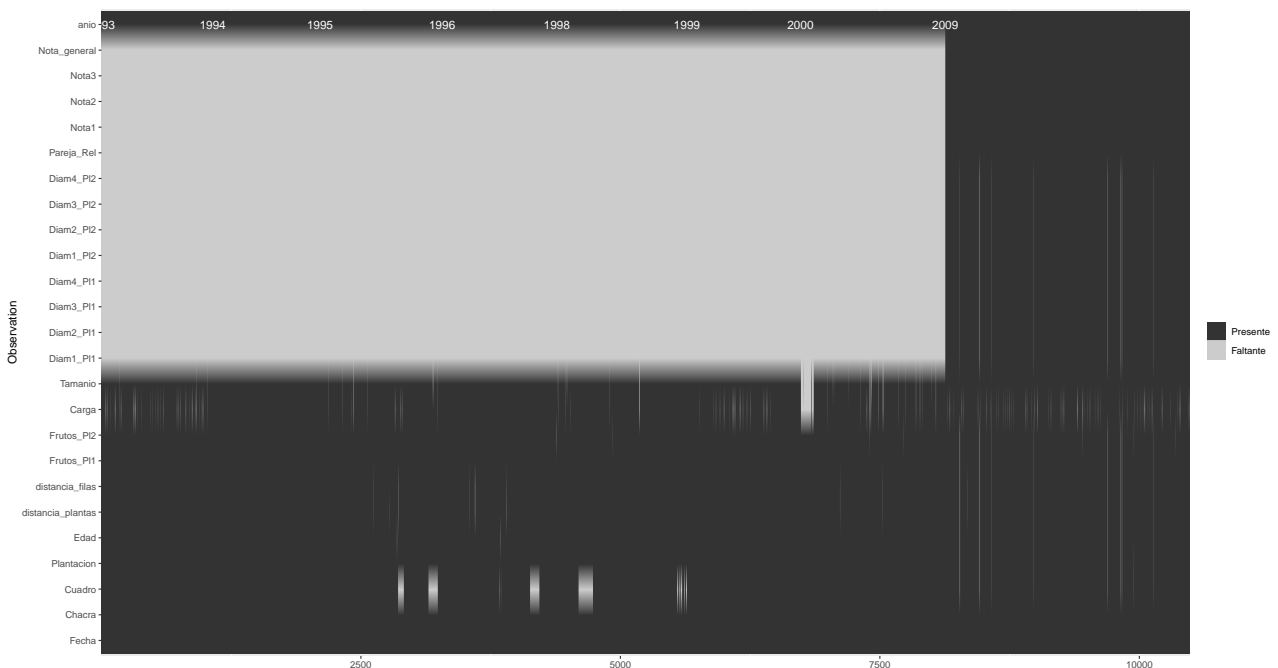 anio
93 1994 1995 1996 1998 1999 2000 2009
Nota_general
Nota3
Nota2
Nota1
Pareja_Rel
Diam4_Pl2
Diam3_Pl2
Diam2_Pl2
Diam1_Pl2
Diam4_Pl1
Diam3_Pl1
Diam2_Pl1
Diam1_Pl1
Tamanio
Carga
Frutos_Pl2
Frutos_Pl1
distancia_filas
distancia_plantas
Edad
Plantacion
Cuadro
Chacra
Fecha
Observation
2500 5000 7500 10000
Presente
Faltante